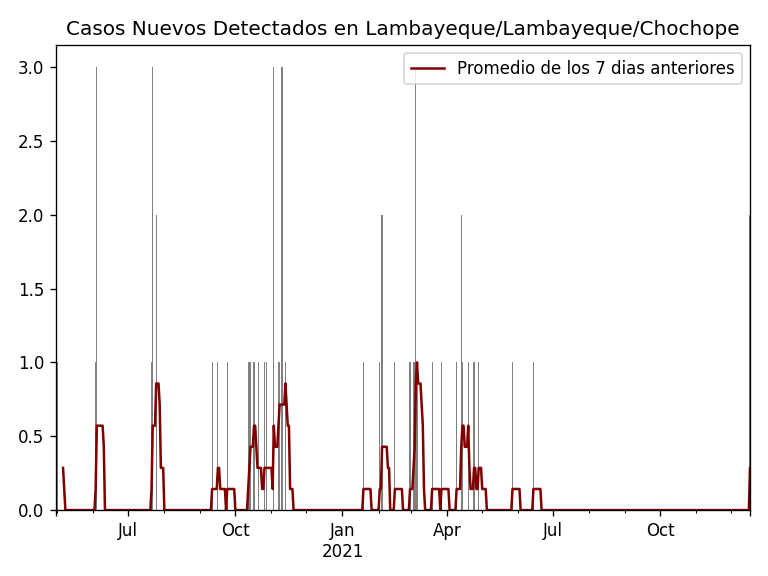 Casos Nuevos Detectados en Lambayeque/Lambayeque/Chochope
Promedio de los 7 dias anteriores
3.0
2.5
2.0
1.5
1.0
0.5
0.0
Jul Oct Jan Apr Jul Oct
2021